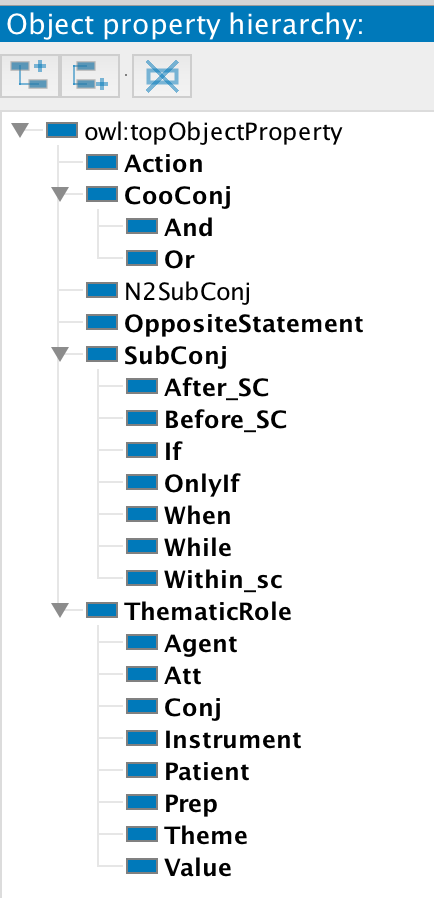 Object property hierarchy:
owl:topObjectProperty
Action
CooConj
And
Or
N2SubConj
OppositeStatement
SubConj
After_SC
Before_SC
If
OnlyIf
When
While
Within_sc
ThematicRole
Agent
Att
Conj
Instrument
Patient
Prep
Theme
Value